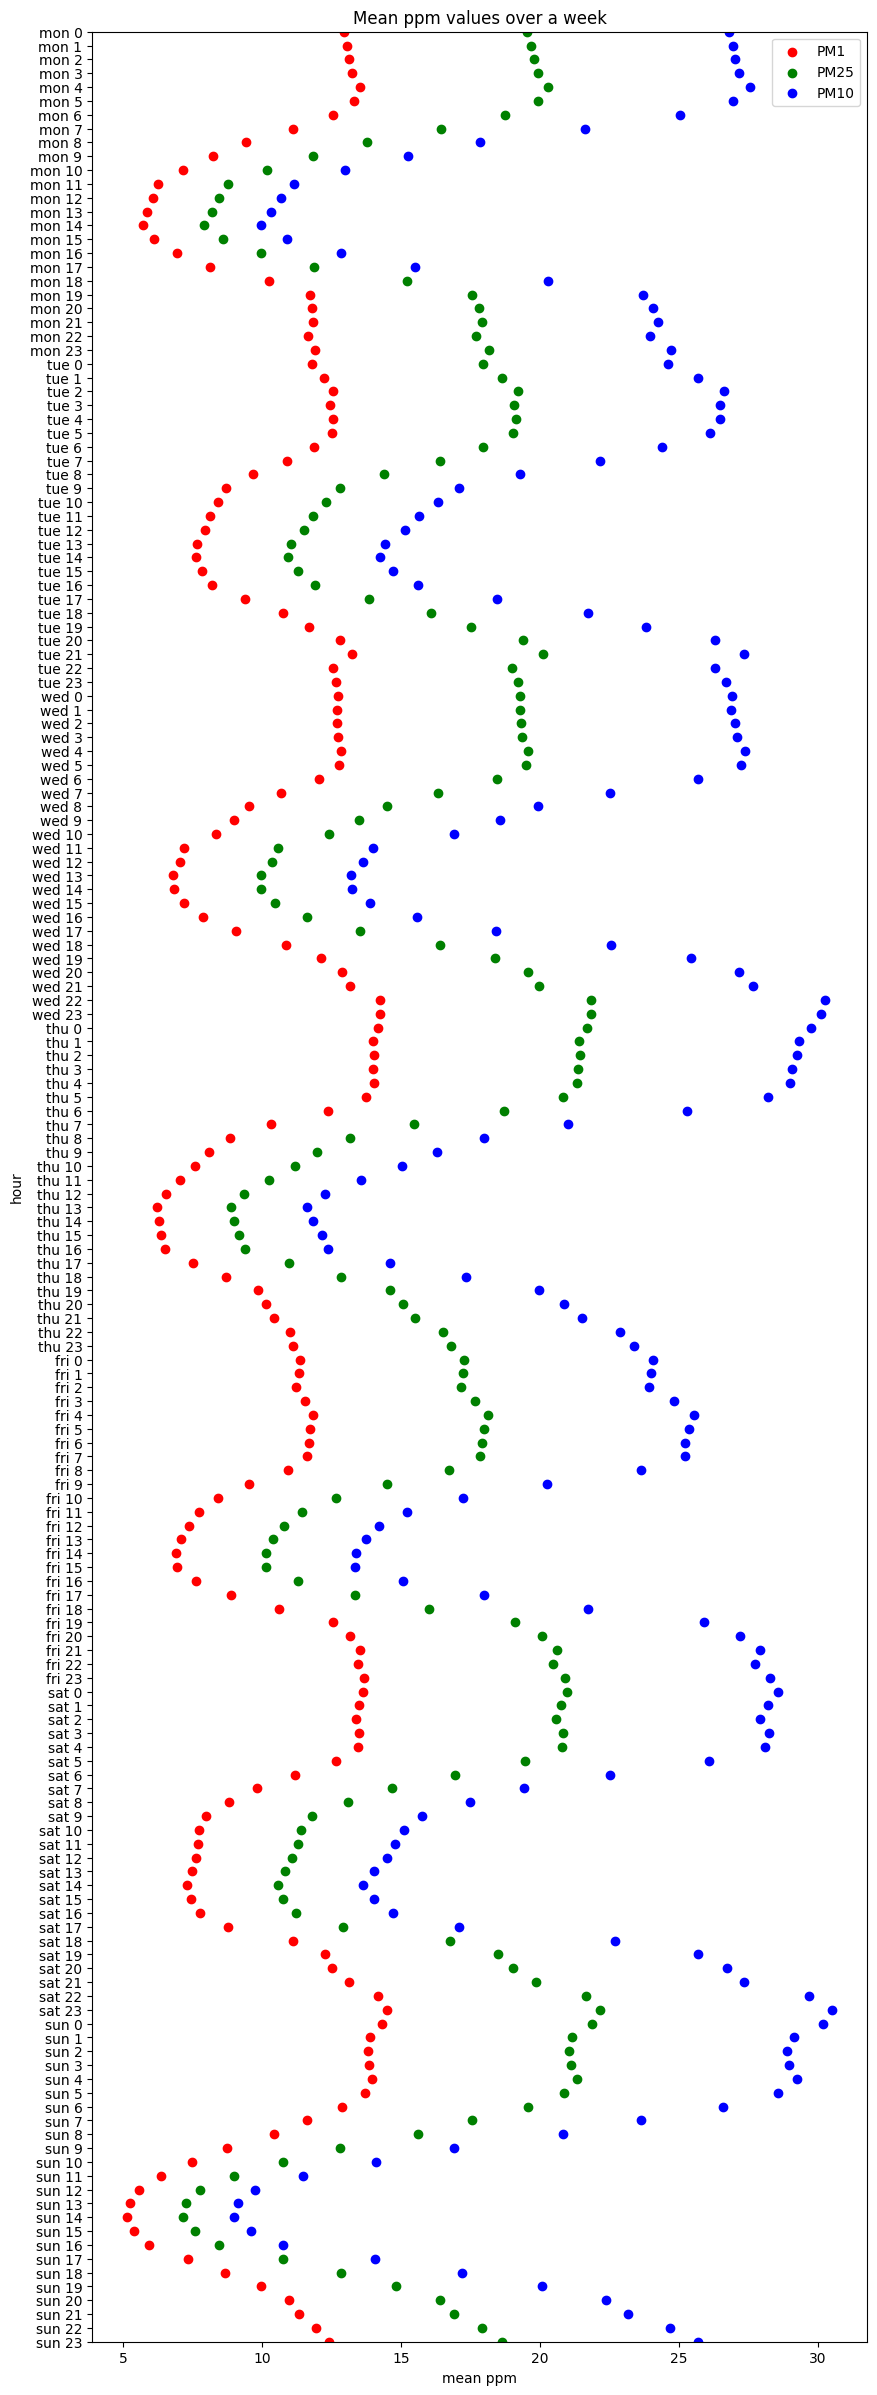 Mean ppm values over a week
PM1
PM25
PM10
mon 0
mon 1
mon 2
mon 3
mon 4
mon 5
mon 6
mon 7
mon 8
mon 9
mon 10
mon 11
mon 12
mon 13
mon 14
mon 15
mon 16
mon 17
mon 18
mon 19
mon 20
mon 21
mon 22
mon 23
tue 0
tue 1
tue 2
tue 3
tue 4
tue 5
tue 6
tue 7
tue 8
tue 9
tue 10
tue 11
tue 12
tue 13
tue 14
tue 15
tue 16
tue 17
tue 18
tue 19
tue 20
tue 21
tue 22
tue 23
wed 0
wed 1
wed 2
wed 3
wed 4
wed 5
wed 6
wed 7
wed 8
wed 9
wed 10
wed 11
wed 12
wed 13
wed 14
wed 15
wed 16
wed 17
wed 18
wed 19
wed 20
wed 21
wed 22
wed 23
thu 0
thu 1
thu 2
thu 3
thu 4
thu 5
thu 6
thu 7
thu 8
thu 9
thu 10
thu 11
thu 12
thu 13
thu 14
thu 15
thu 16
thu 17
thu 18
thu 19
thu 20
thu 21
thu 22
thu 23
fri 0
fri 1
fri 2
fri 3
fri 4
fri 5
fri 6
fri 7
fri 8
fri 9
fri 10
fri 11
fri 12
fri 13
fri 14
fri 15
fri 16
fri 17
fri 18
fri 19
fri 20
fri 21
fri 22
fri 23
sat 0
sat 1
sat 2
sat 3
sat 4
sat 5
sat 6
sat 7
sat 8
sat 9
sat 10
sat 11
sat 12
sat 13
sat 14
sat 15
sat 16
sat 17
sat 18
sat 19
sat 20
sat 21
sat 22
sat 23
sun 0
sun 1
sun 2
sun 3
sun 4
sun 5
sun 6
sun 7
sun 8
sun 9
sun 10
sun 11
sun 12
sun 13
sun 14
sun 15
sun 16
sun 17
sun 18
sun 19
sun 20
sun 21
sun 22
sun 23
hour
5 10 15 20 25 30
mean ppm